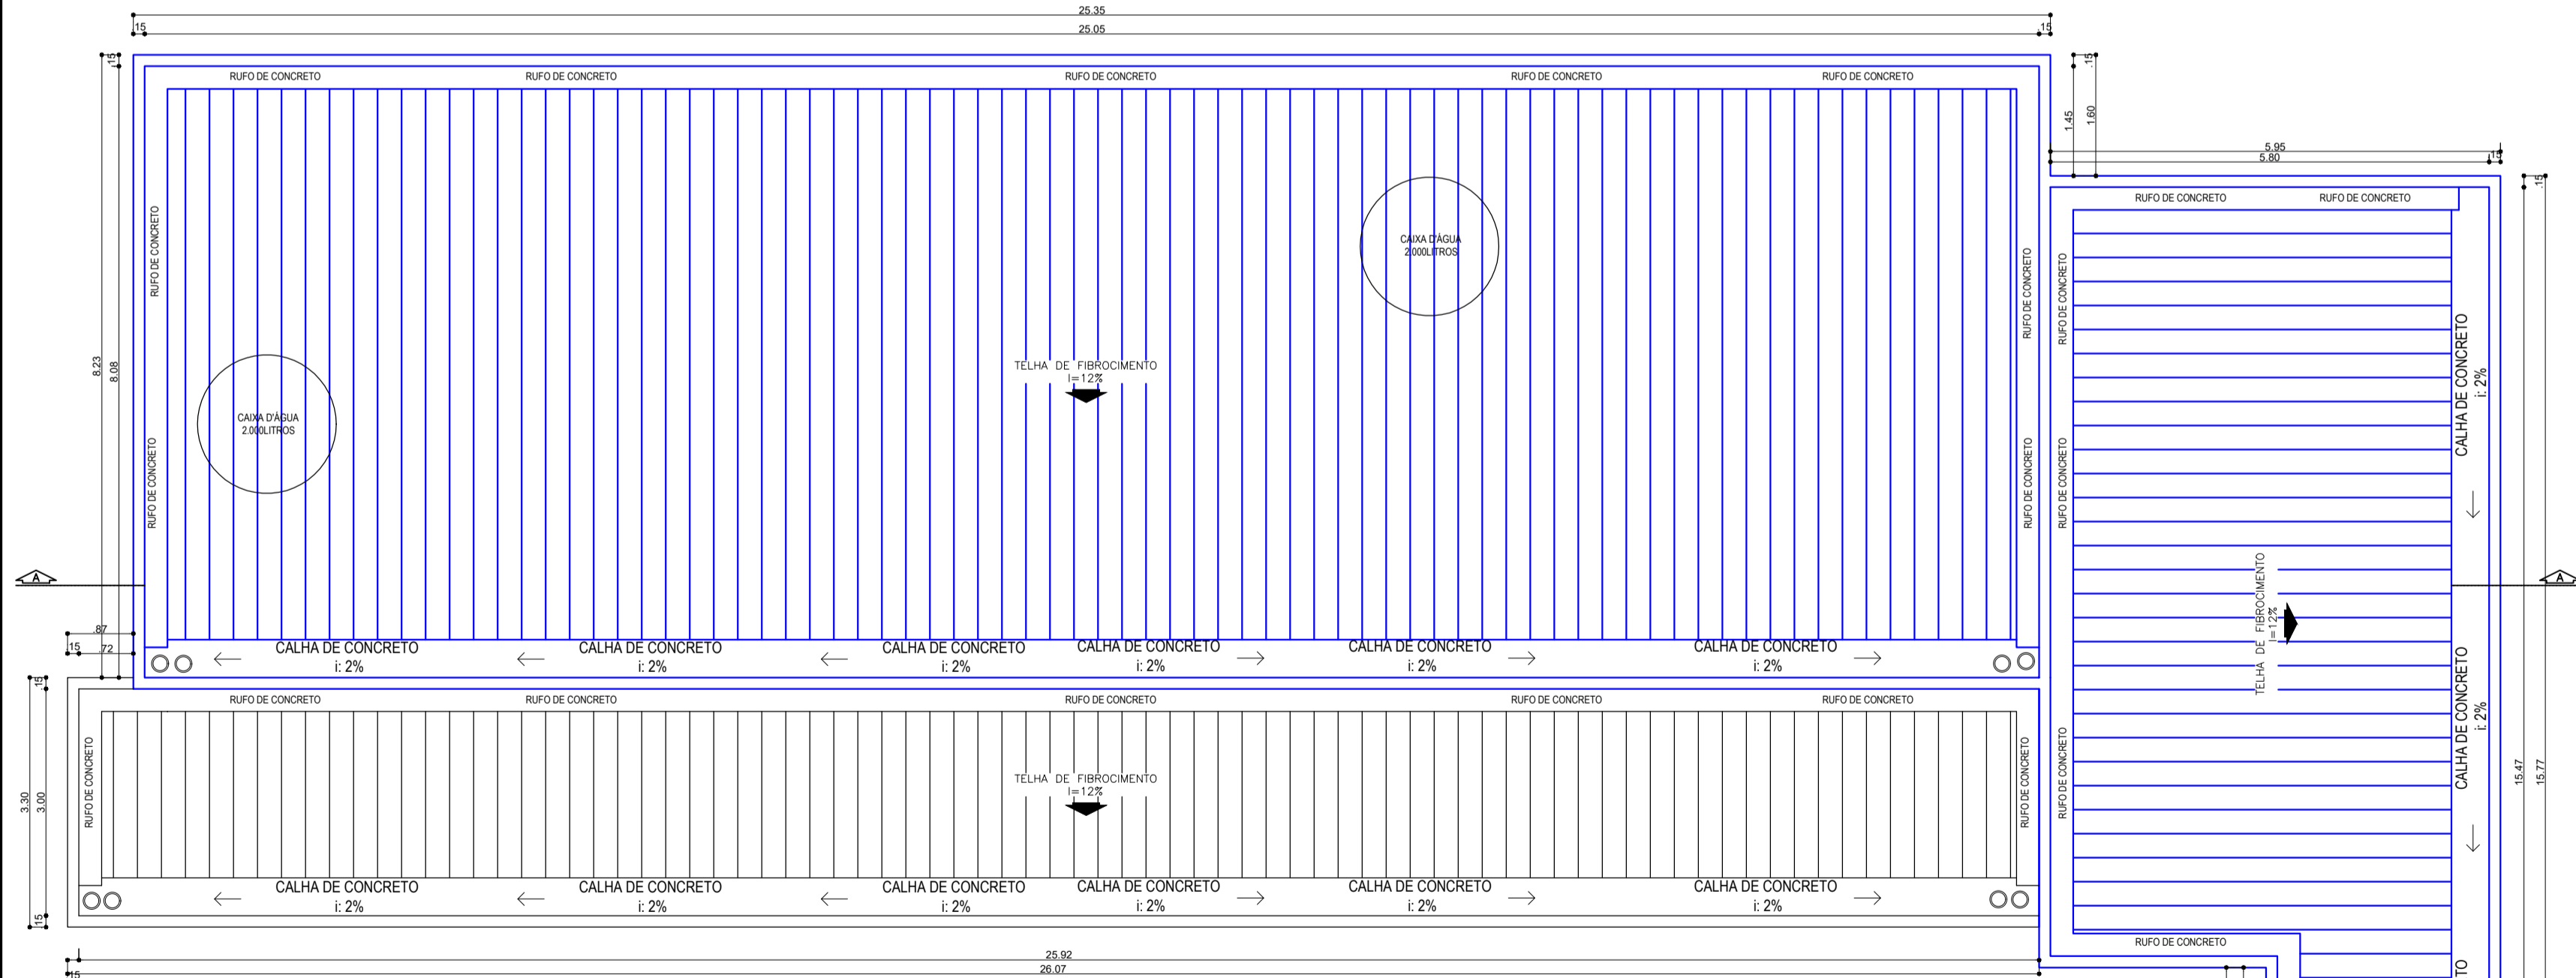 25.35
.15
25.05
.15
.15
.15
RUFO DE CONCRETO
RUFO DE CONCRETO
RUFO DE CONCRETO
RUFO DE CONCRETO
RUFO DE CONCRETO
1.45
1.60
5.95
5.80
.15
.15
RUFO DE CONCRETO
RUFO DE CONCRETO
RUFO DE CONCRETO
CAIXA D'ÁGUA
2.000LITROS
RUFO DE CONCRETO
RUFO DE CONCRETO
8.23
8.08
TELHA DE FIBROCIMENTO
I=12%
CALHA DE CONCRETO
i: 2%
CAIXA D'ÁGUA
2.000LITROS
RUFO DE CONCRETO
RUFO DE CONCRETO
RUFO DE CONCRETO
A
A
TELHA DE FIBROCIMENTO
I=12%
.87
.15
.72
CALHA DE CONCRETO
i: 2%
CALHA DE CONCRETO
i: 2%
CALHA DE CONCRETO
i: 2%
CALHA DE CONCRETO
i: 2%
CALHA DE CONCRETO
i: 2%
CALHA DE CONCRETO
i: 2%
CALHA DE CONCRETO
i: 2%
.15
RUFO DE CONCRETO
RUFO DE CONCRETO
RUFO DE CONCRETO
RUFO DE CONCRETO
RUFO DE CONCRETO
3.30
3.00
RUFO DE CONCRETO
TELHA DE FIBROCIMENTO
I=12%
RUFO DE CONCRETO
RUFO DE CONCRETO
15.47
15.77
CALHA DE CONCRETO
i: 2%
CALHA DE CONCRETO
i: 2%
CALHA DE CONCRETO
i: 2%
CALHA DE CONCRETO
i: 2%
CALHA DE CONCRETO
i: 2%
CALHA DE CONCRETO
i: 2%
.15
RUFO DE CONCRETO
25.92
26.07
.15
TO